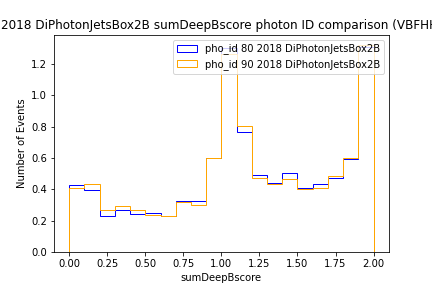 2018 DiPhotonJetsBox2B sumDeepBscore photon ID comparison (VBFHH
pho_id 80 2018 DiPhotonJetsBox2B
pho_id 90 2018 DiPhotonJetsBox2B
Number of Events
1.2
1.0
0.8
0.6
0.4
0.2
0.0
0.00 0.25 0.50 0.75 1.00 1.25 1.50 1.75 2.00
sumDeepBscore